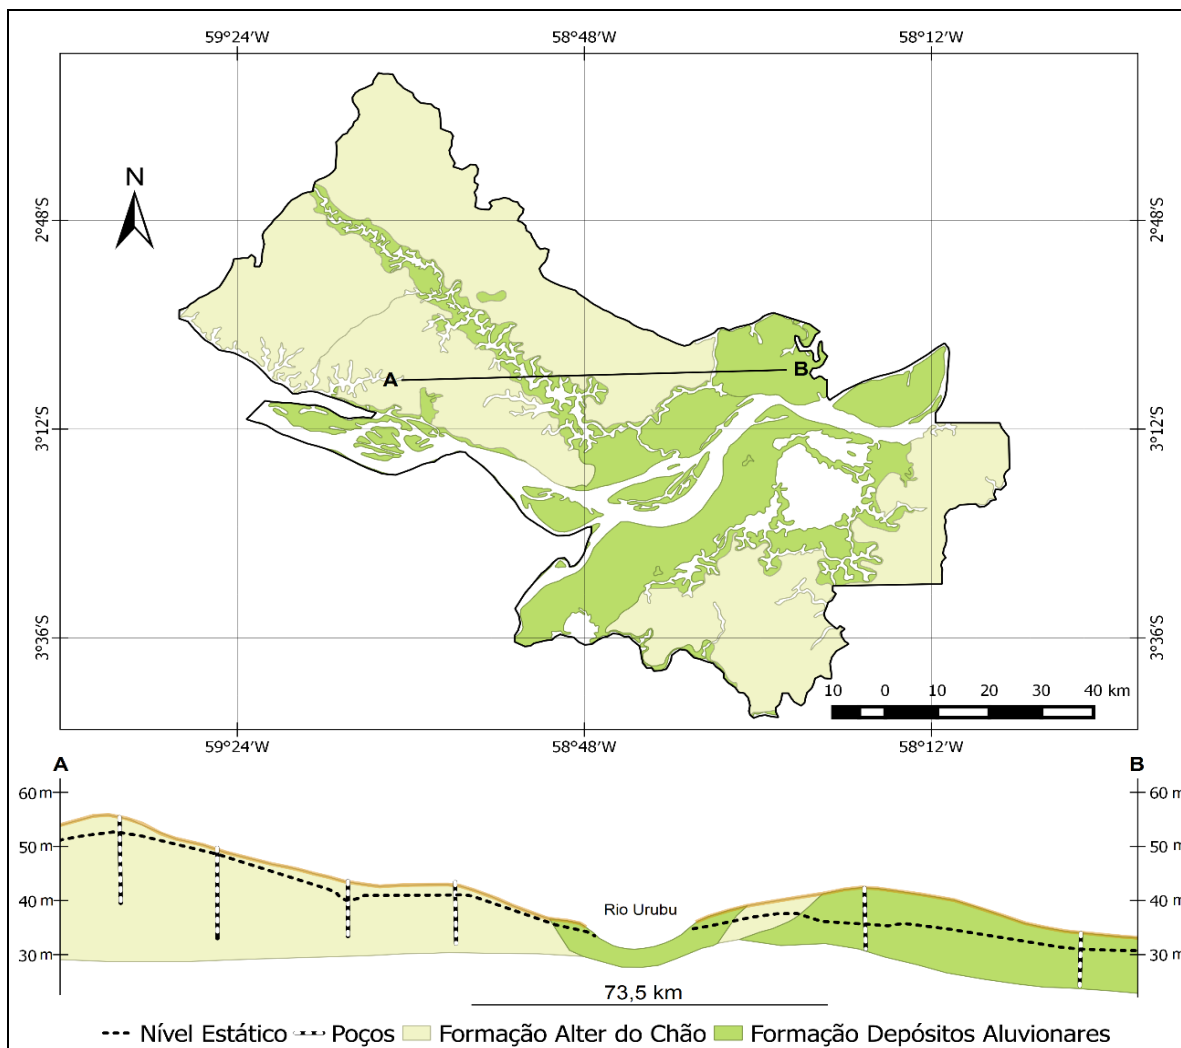 59°24′W 58°48′W 58°12′W
N
2°48′S 2°48′S
A B
3°12′S 3°12′S
3°36′S 3°36′S
10 0 10 20 30 40 km
59°24′W 58°48′W 58°12′W
A B
60 m 60 m
50 m 50 m
40 m 40 m
Rio Urubu
30 m 30 m
73,5 km
Nível Estático Poços Formação Alter do Chão Formação Depósitos Aluvionares